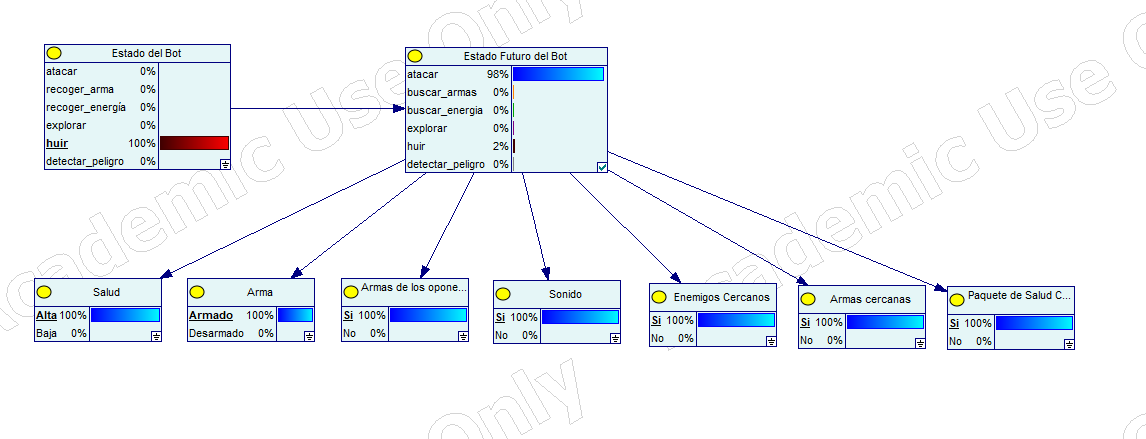 Estado del Bot
atacar 0%
recoger_arma 0%
recoger_energía 0%
explorar 0%
huir 100%
detectar_peligro 0%
Estado Futuro del Bot
atacar 98%
buscar_armas 0%
buscar_energia 0%
explorar 0%
huir 2%
detectar_peligro 0%
Salud
Alta 100%
Baja 0%
Arma
Armado 100%
Desarmado 0%
Armas de los opone...
Si 100%
No 0%
Sonido
Si 100%
No 0%
Enemigos Cercanos
Si 100%
No 0%
Armas cercanas
Si 100%
No 0%
Paquete de Salud C...
Si 100%
No 0%
Academic Use Only
Academic Use Only
Only